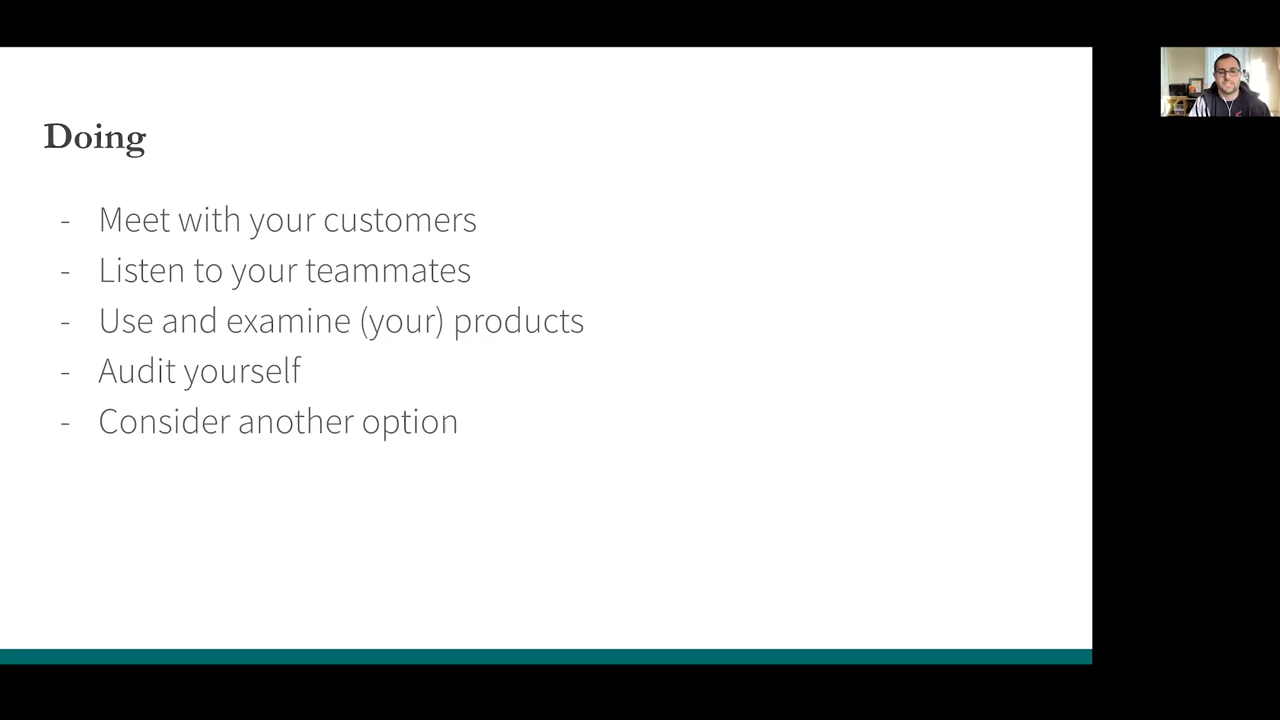 Doing
- Meet with your customers
- Listen to your teammates
- Use and examine (your) products
- Audit yourself
- Consider another option